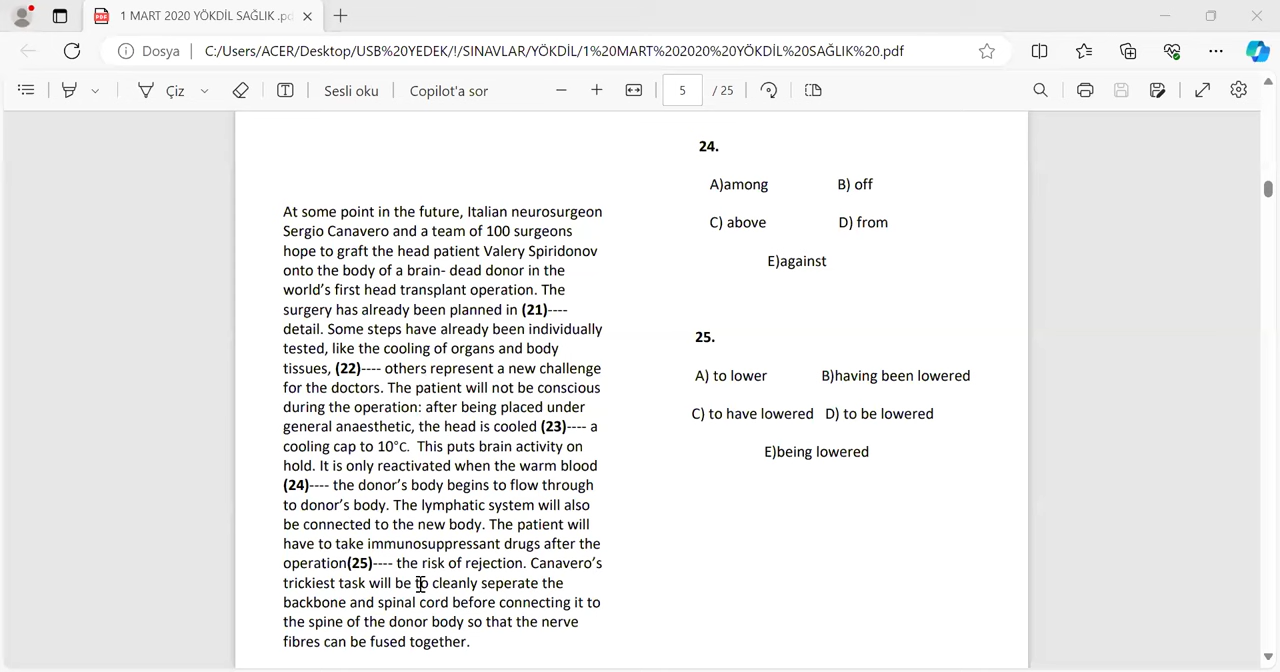 1 MART 2020 YÖKDİL SAĞLIK .pd
Dosya
C:/Users/ACER/Desktop/USB%20YEDEK/!/SINAVLAR/YÖKDİL/1%20MART%202020%20YÖKDİL%20SAĞLIK%20.pdf
Çiz
Sesli oku
Copilot'a sor
5 / 25
At some point in the future, Italian neurosurgeon
Sergio Canavero and a team of 100 surgeons
hope to graft the head patient Valery Spiridonov
onto the body of a brain- dead donor in the
world's first head transplant operation. The
surgery has already been planned in (21)----
detail. Some steps have already been individually
tested, like the cooling of organs and body
tissues, (22)---- others represent a new challenge
for the doctors. The patient will not be conscious
during the operation: after being placed under
general anaesthetic, the head is cooled (23)---- a
cooling cap to 10°C. This puts brain activity on
hold. It is only reactivated when the warm blood
(24)---- the donor's body begins to flow through
to donor's body. The lymphatic system will also
be connected to the new body. The patient will
have to take immunosuppressant drugs after the
operation(25)---- the risk of rejection. Canavero's
trickiest task will be to cleanly seperate the
backbone and spinal cord before connecting it to
the spine of the donor body so that the nerve
fibres can be fused together.
24.
A)among B) off
C) above D) from
E)against
25.
A) to lower B)having been lowered
C) to have lowered D) to be lowered
E)being lowered